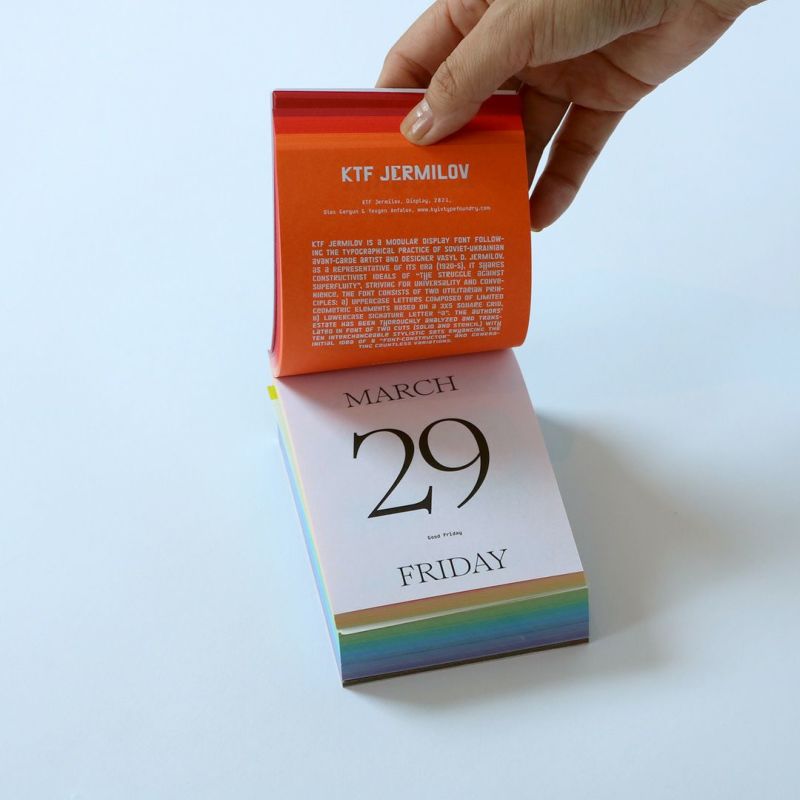 KTF JERMILOV
KTF Jermilov, Display, 2021,
Olex Gergun & Yevgen Anfalov, www.kyivtypefoundry.com
KTF JERMILOV IS A MODULAR DISPLAY FONT FOLLOW-
ING THE TYPOGRAPHICAL PRACTICE OF SOVIET-UKRAINIAN
AVANT-GARDE ARTIST AND DESIGNER VASYL D. JERMILOV.
AS A REPRESENTATIVE OF ITS ERA (1920-S), IT SHARES
CONSTRUCTIVIST IDEALS OF "THE STRUGGLE AGAINST
SUPERFLUITY", STRIVING FOR UNIVERSALITY AND CONVE-
NIENCE. THE FONT CONSISTS OF TWO UTILITARIAN PRIN-
CIPLES: A) UPPERCASE LETTERS COMPOSED OF LIMITED
GEOMETRIC ELEMENTS BASED ON A 3X5 SQUARE GRID,
B) LOWERCASE SIGNATURE LETTER "a". THE AUTHORS'
ESTATE HAS BEEN THOROUGHLY ANALYZED AND TRANS-
LATED IN FONT OF TWO CUTS (SOLID AND STENCIL) WITH
TEN INTERCHANGEABLE STYLISTIC SETS ENHANCING THE
INITIAL IDEA OF A "FONT-CONSTRUCTOR" AND GENERA-
TING COUNTLESS VARIATIONS.
MARCH
29
Good Friday
FRIDAY